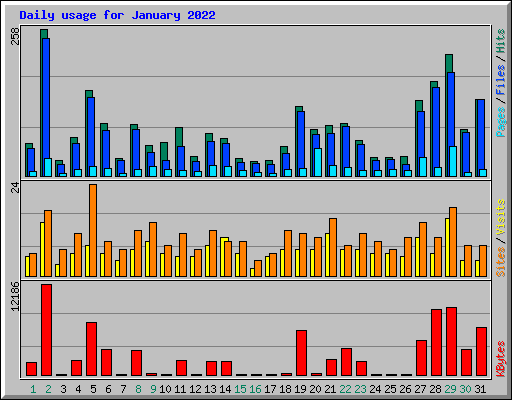 Daily usage for January 2022
258
Pages / Files / Hits
24
Sites / Visits
12186
KBytes
1 2 3 4 5 6 7 8 9 10 11 12 13 14 15 16 17 18 19 20 21 22 23 24 25 26 27 28 29 30 31